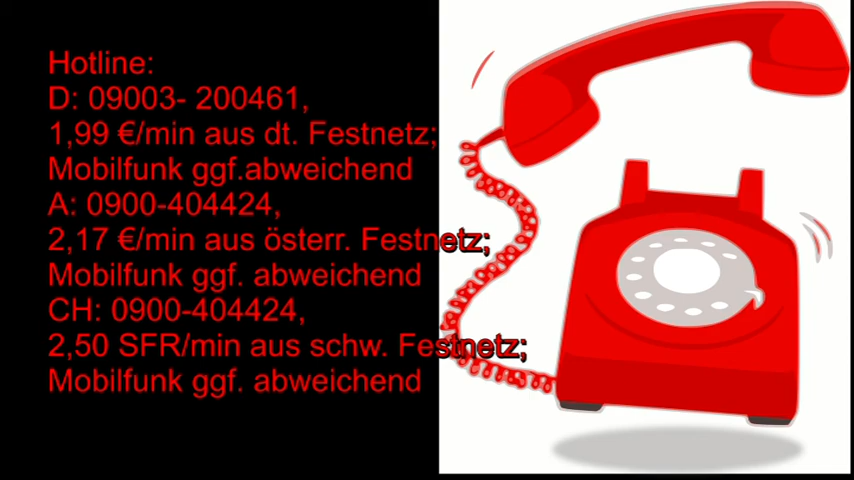 Hotline:
D: 09003- 200461,
1,99 €/min aus dt. Festnetz;
Mobilfunk ggf.abweichend
A: 0900-404424,
2,17 €/min aus österr. Festnetz;
Mobilfunk ggf. abweichend
CH: 0900-404424,
2,50 SFR/min aus schw. Festnetz;
Mobilfunk ggf. abweichend